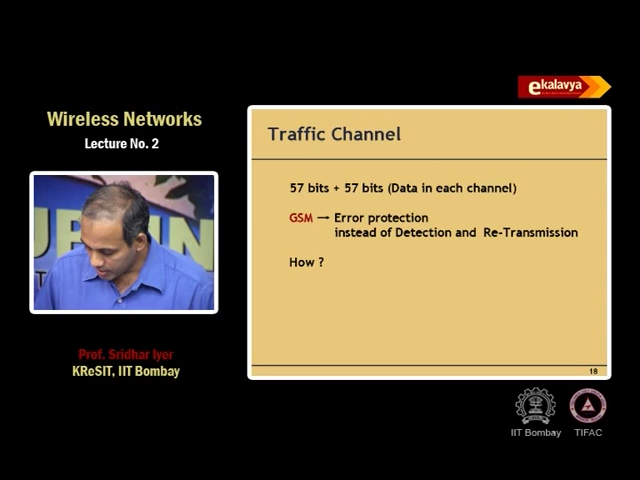 ekalavya
Wireless Networks
Lecture No. 2
Traffic Channel
57 bits + 57 bits (Data in each channel)
GSM → Error protection
instead of Detection and Re-Transmission
How ?
18
Prof. Sridhar Iyer
KReSIT, IIT Bombay
IIT Bombay
TIFAC